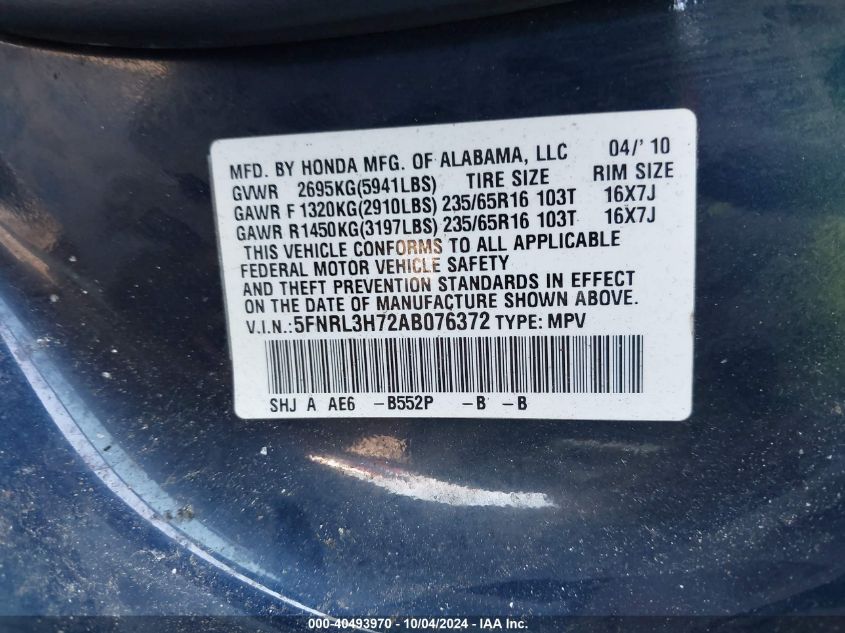 MFD. BY HONDA MFG. OF ALABAMA, LLC 04/' 10
GVWR 2695KG(5941LBS) TIRE SIZE RIM SIZE
GAWR F 1320KG(2910LBS) 235/65R16 103T 16X7J
GAWR R1450KG(3197LBS) 235/65R16 103T 16X7J
THIS VEHICLE CONFORMS TO ALL APPLICABLE
FEDERAL MOTOR VEHICLE SAFETY
AND THEFT PREVENTION STANDARDS IN EFFECT
ON THE DATE OF MANUFACTURE SHOWN ABOVE.
V.I.N.:5FNRL3H72AB076372 TYPE: MPV
SHJ A AE6 -B552P -B -B
000-40493970 - 10/04/2024 - IAA Inc.